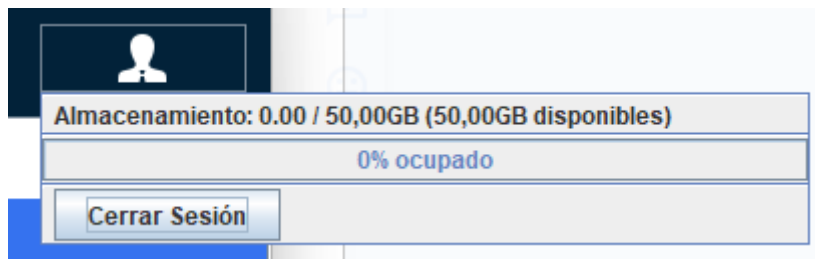 Almacenamiento: 0.00 / 50,00GB (50,00GB disponibles)
0% ocupado
Cerrar Sesión